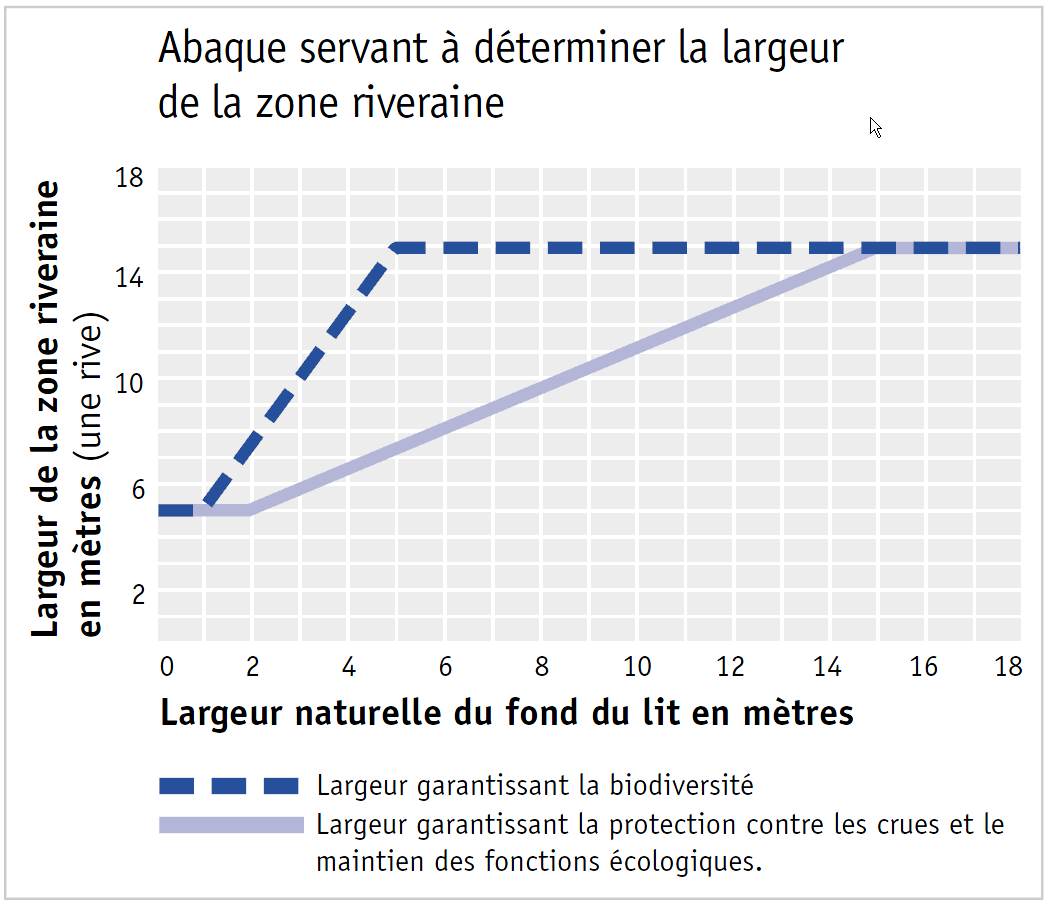 Abaque servant à déterminer la largeur
de la zone riveraine
Largeur de la zone riveraine
en mètres (une rive)
18
14
10
6
2
0 2 4 6 8 10 12 14 16 18
Largeur naturelle du fond du lit en mètres
Largeur garantissant la biodiversité
Largeur garantissant la protection contre les crues et le
maintien des fonctions écologiques.